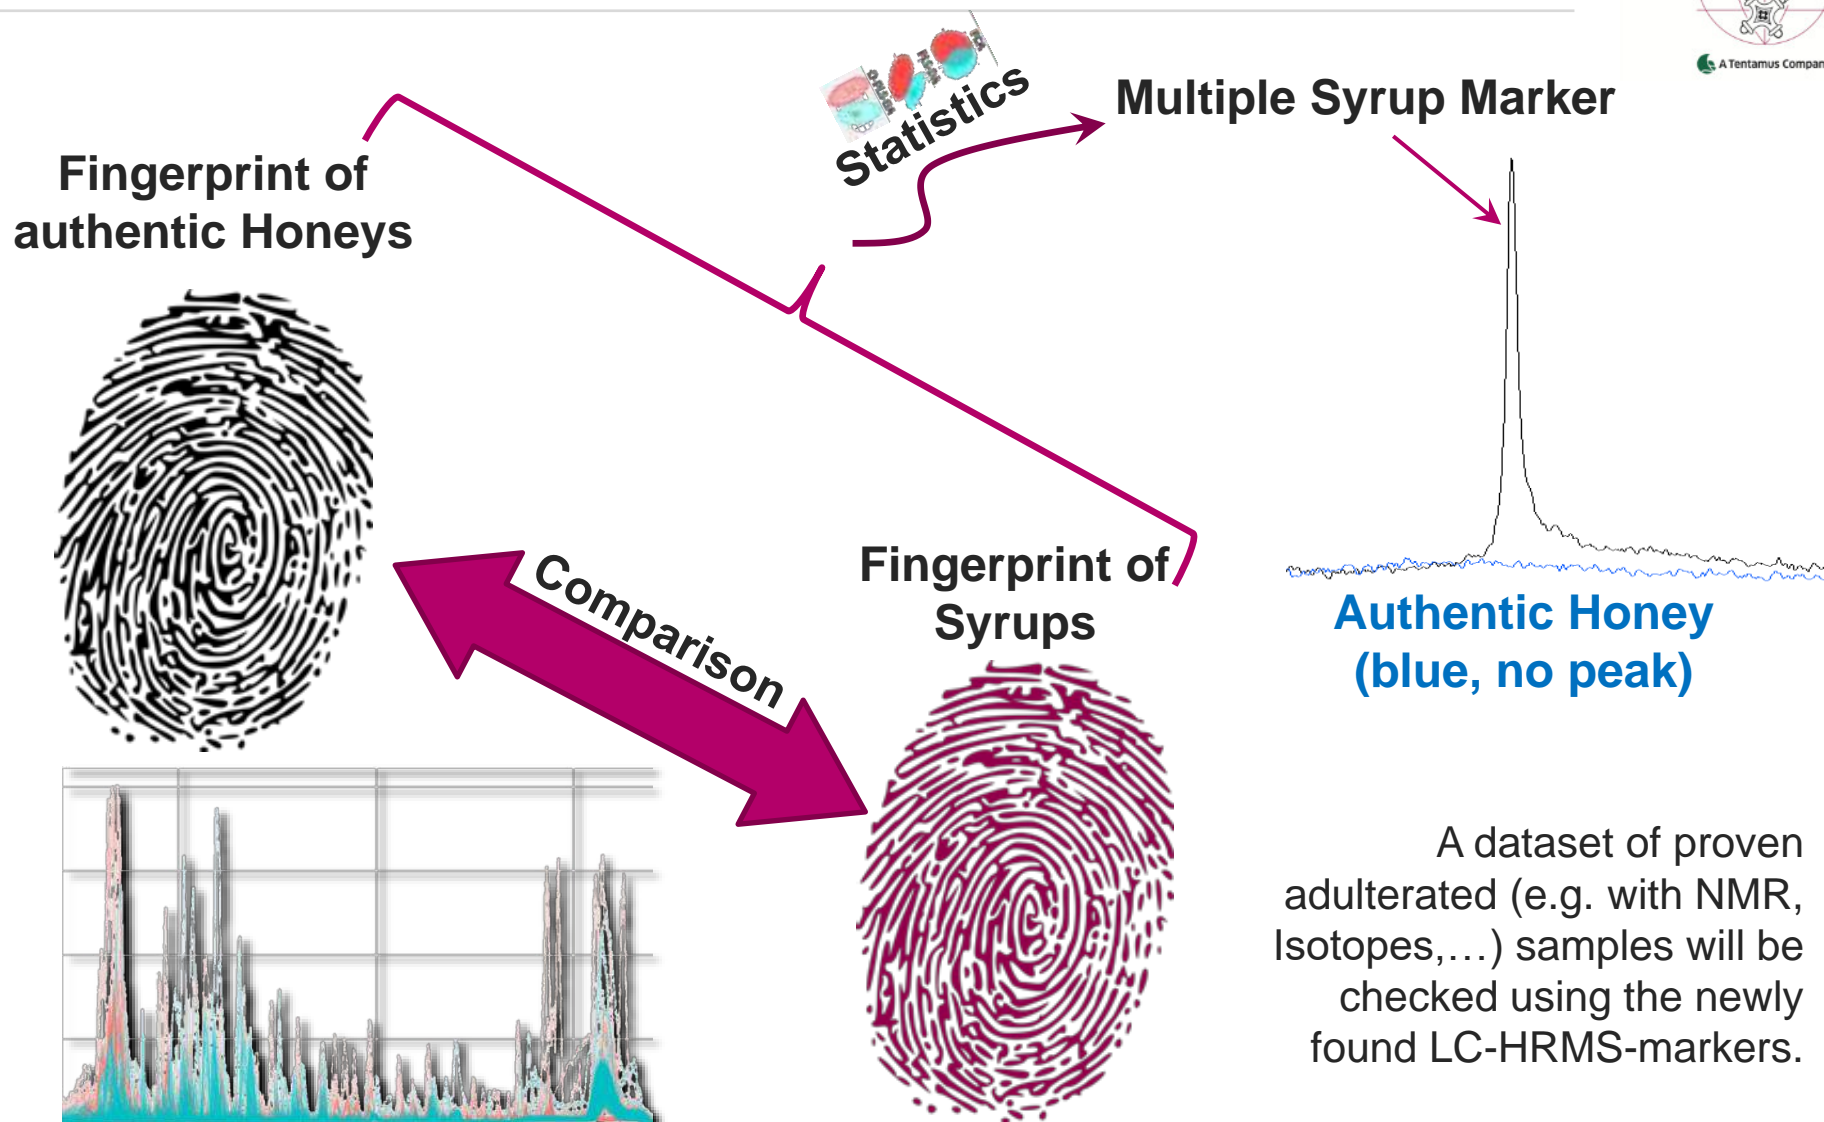 A Tentamus Compan
Statistics
Multiple Syrup Marker
Fingerprint of
authentic Honeys
Comparison
Fingerprint of
Syrups
Authentic Honey
(blue, no peak)
A dataset of proven
adulterated (e.g. with NMR,
Isotopes,…) samples will be
checked using the newly
found LC-HRMS-markers.